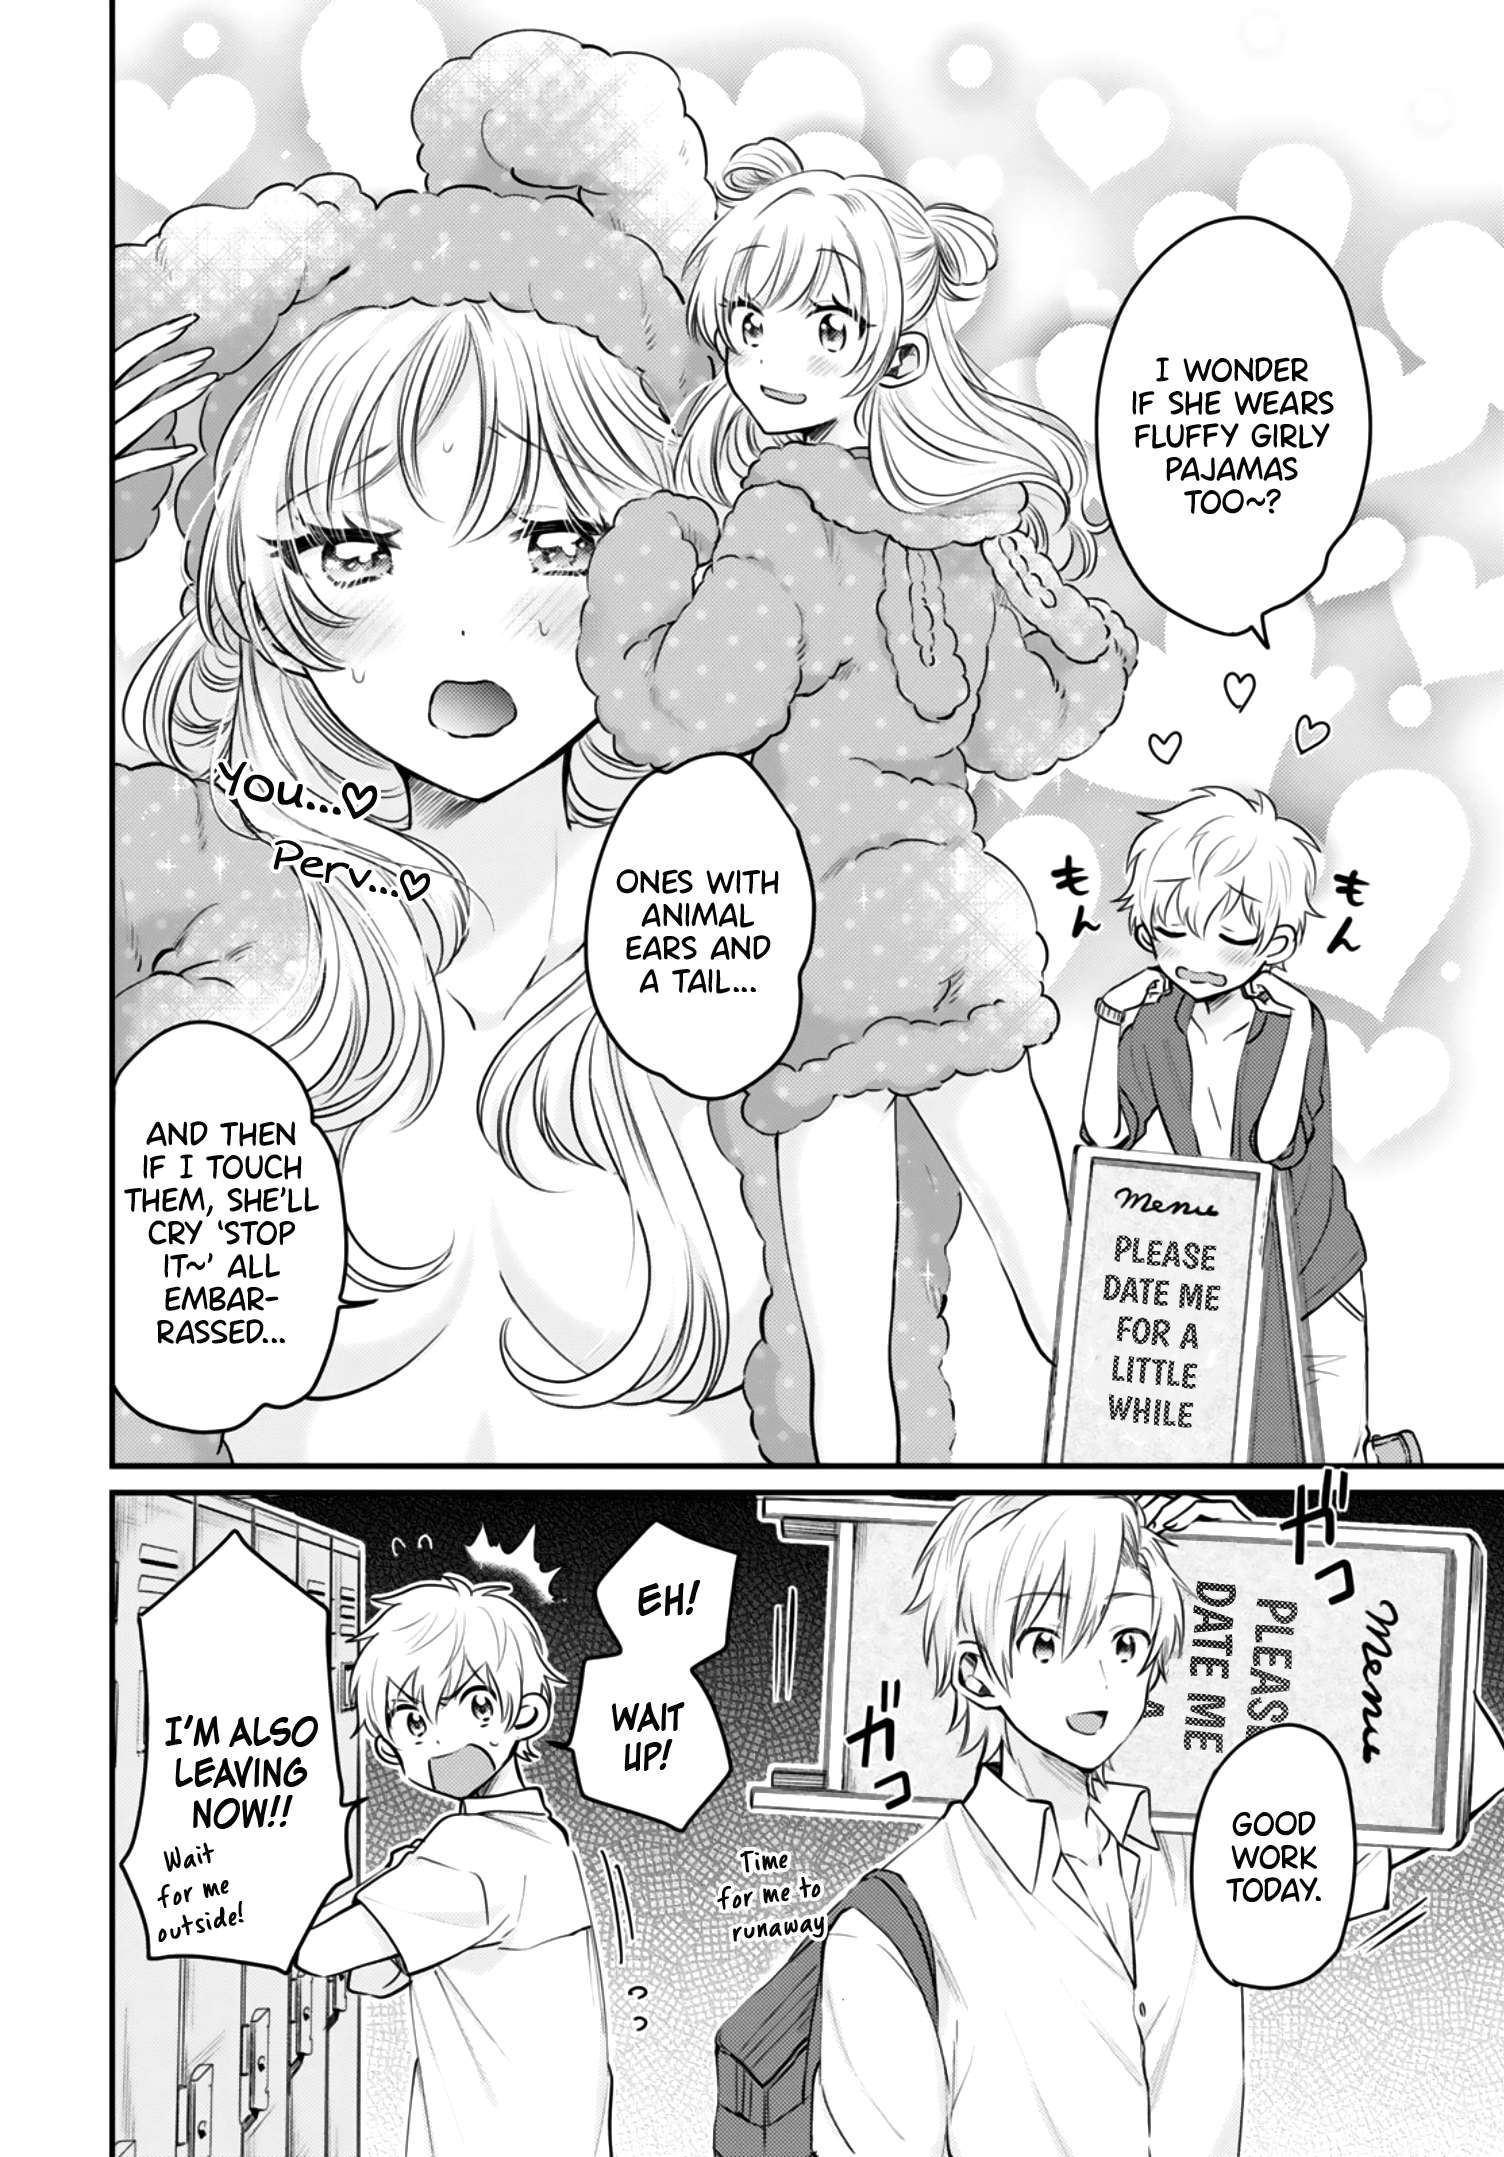 I WONDER
IF SHE WEARS
FLUFFY GIRLY
PAJAMAS
TOO~?
ONES WITH
ANIMAL
EARS AND
A TAIL...
You...♡
Perv...♡
AND THEN
IF I TOUCH
THEM, SHE'LL
CRY 'STOP
IT~' ALL
EMBAR-
RASSED...
もん
もん
Menu
PLEASE
DATE ME
FOR A
LITTLE
WHILE
ガコ
ガコ
Menu
PLEASE
DATE ME
A
GOOD
WORK
TODAY.
Time
for me to
runaway
EH!
WAIT
UP!
I'M ALSO
LEAVING
NOW!!
Wait
for me
outside!